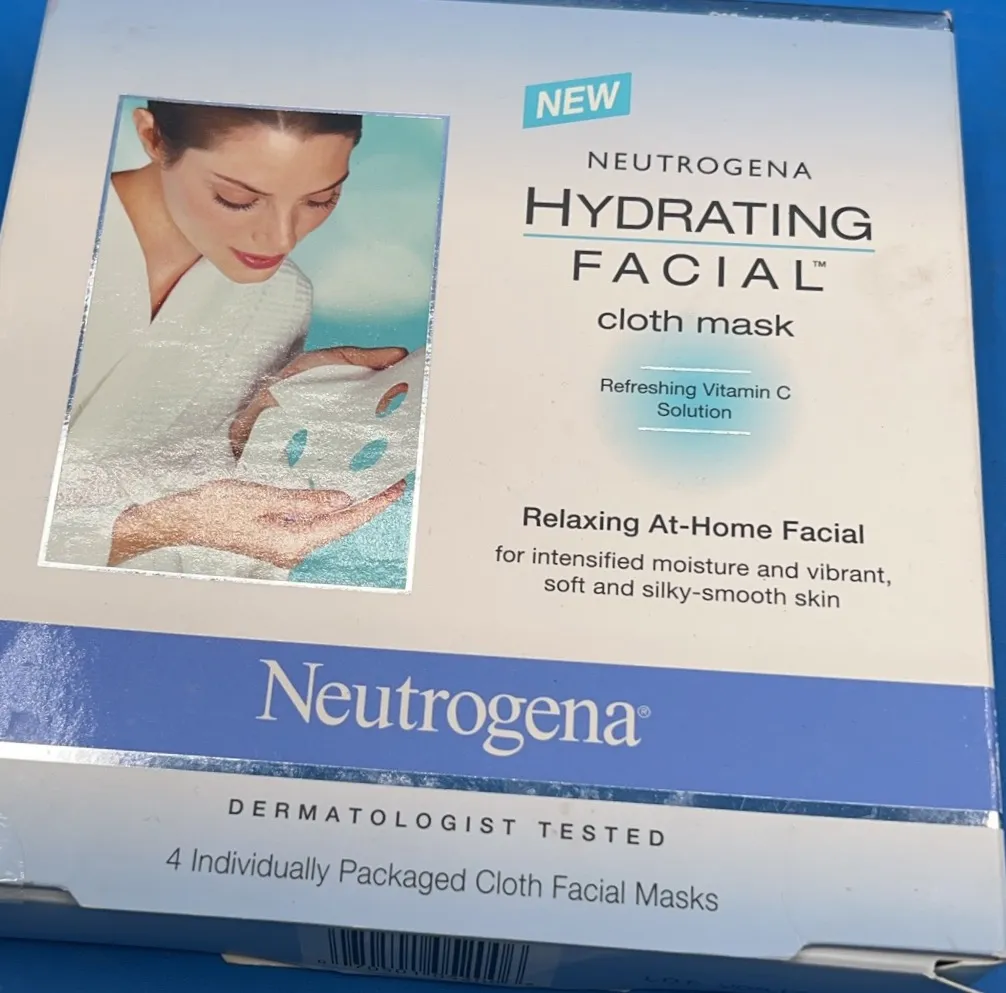 NEW
NEUTROGENA
HYDRATING
FACIAL™
cloth mask
Refreshing Vitamin C
Solution
Relaxing At-Home Facial
for intensified moisture and vibrant,
soft and silky-smooth skin
Neutrogena®
DERMATOLOGIST TESTED
4 Individually Packaged Cloth Facial Masks